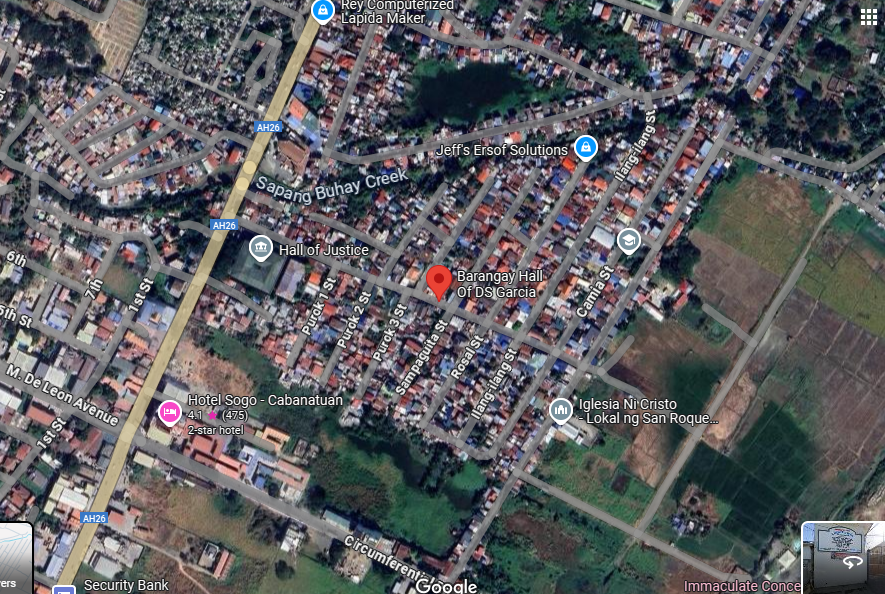 Rey Computerized
Lapida Maker
AH26
Jeff's Ersof Solutions
Ilang-ilang St
Sapang Buhay Creek
AH26
Hall of Justice
6th
7th
1st St
5th St
Purok 1 St
Purok 2 St
Purok 3 St
Barangay Hall
Of DS Garcia
Camia St
Sampaguita St
Rosal St
Ilang-ilang St
M. De Leon Avenue
1st St
Hotel Sogo - Cabanatuan
4.1 ★ (475)
2-star hotel
Iglesia Ni Cristo
- Lokal ng San Roque...
AH26
Circumferenti
Security Bank
Google
Immaculate Conce